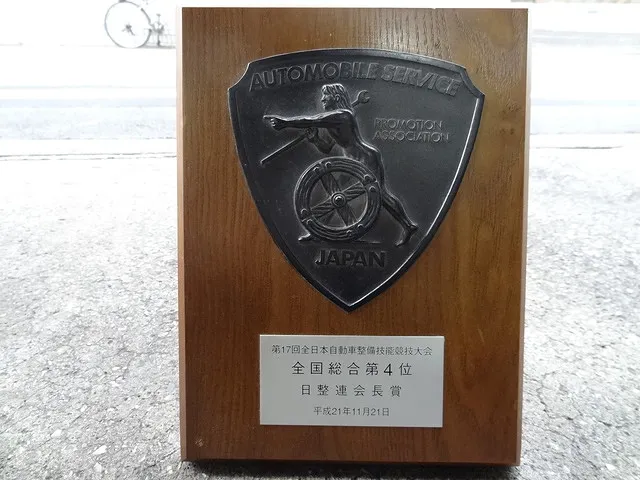 AUTOMOBILE SERVICE
PROMOTION
ASSOCIATION
JAPAN
第17回全日本自動車整備技能競技大会
全国総合第4位
日整連会長賞
平成21年11月21日